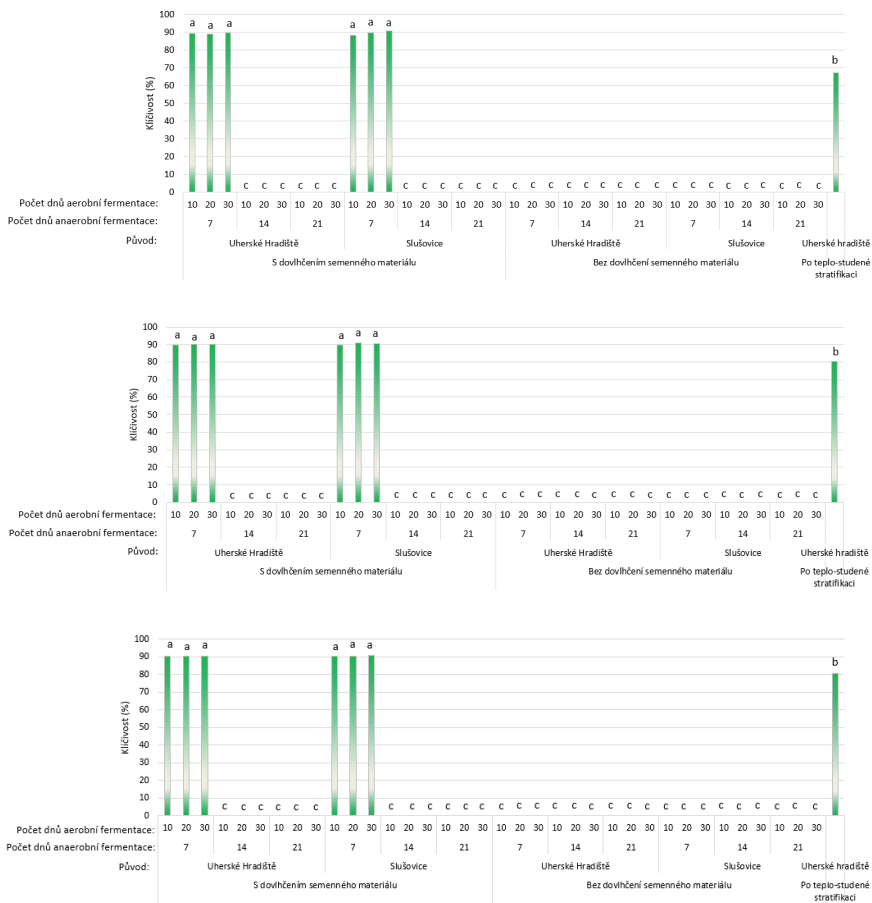 100
90
80
70
60
50
40
30
20
10
0
Klíčivost (%)
a a a a a a b
c c c c c c c c c c c c c c c c c c c c c c c c c c c c c c
Počet dnů aerobní fermentace: 10 20 30 10 20 30 10 20 30 10 20 30 10 20 30 10 20 30 10 20 30 10 20 30 10 20 30 10 20 30 10 20 30 10 20 30
Počet dnů anaerobní fermentace: 7 14 21 7 14 21 7 14 21 7 14 21
Původ: Uherské Hradiště Slušovice Uherské Hradiště Slušovice Uherské hradiště
S dovlhčením semenného materiálu Bez dovlhčení semenného materiálu Po teplo-studené
stratifikaci
100
90
80
70
60
50
40
30
20
10
0
Klíčivost (%)
a a a a a a b
c c c c c c c c c c c c c c c c c c c c c c c c c c c c c c
Počet dnů aerobní fermentace: 10 20 30 10 20 30 10 20 30 10 20 30 10 20 30 10 20 30 10 20 30 10 20 30 10 20 30 10 20 30 10 20 30 10 20 30
Počet dnů anaerobní fermentace: 7 14 21 7 14 21 7 14 21 7 14 21
Původ: Uherské Hradiště Slušovice Uherské Hradiště Slušovice Uherské hradiště
S dovlhčením semenného materiálu Bez dovlhčení semenného materiálu Po teplo-studené
stratifikaci
100
90
80
70
60
50
40
30
20
10
0
Klíčivost (%)
a a a a a a b
c c c c c c c c c c c c c c c c c c c c c c c c c c c c c c
Počet dnů aerobní fermentace: 10 20 30 10 20 30 10 20 30 10 20 30 10 20 30 10 20 30 10 20 30 10 20 30 10 20 30 10 20 30 10 20 30 10 20 30
Počet dnů anaerobní fermentace: 7 14 21 7 14 21 7 14 21 7 14 21
Původ: Uherské Hradiště Slušovice Uherské Hradiště Slušovice Uherské hradiště
S dovlhčením semenného materiálu Bez dovlhčení semenného materiálu Po teplo-studené
stratifikaci